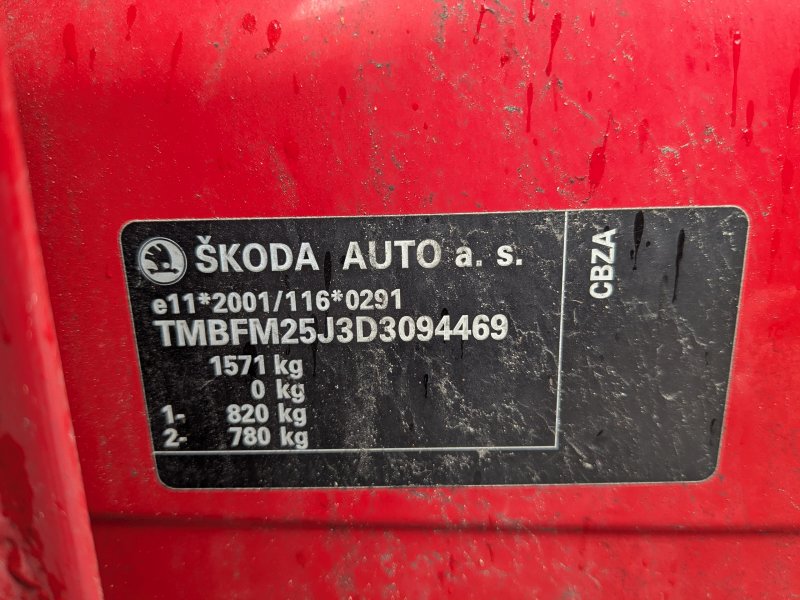 ŠKODA AUTO a. s.
e11*2001/116*0291
TMBFM25J3D3094469
1571 kg
0 kg
1- 820 kg
2- 780 kg
CBZA